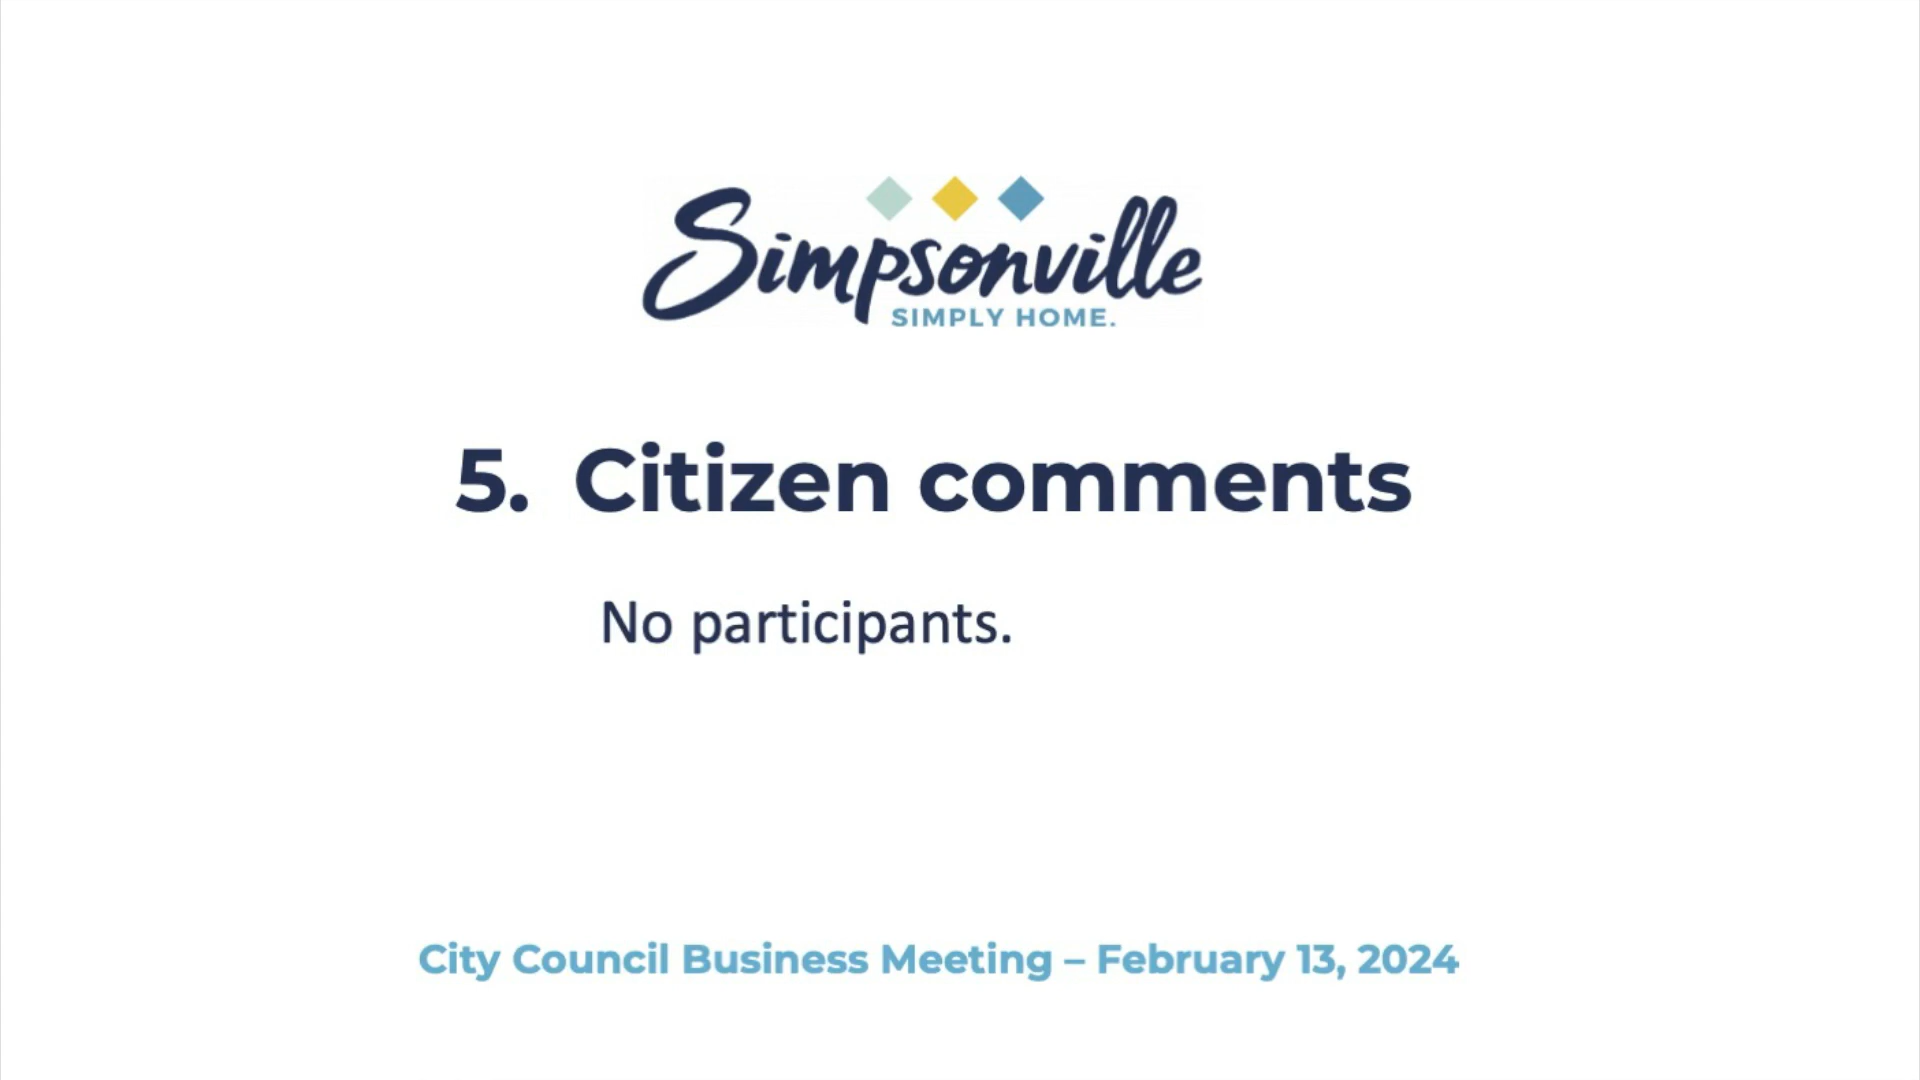 Simpsonville
SIMPLY HOME.
5. Citizen comments
No participants.
City Council Business Meeting – February 13, 2024